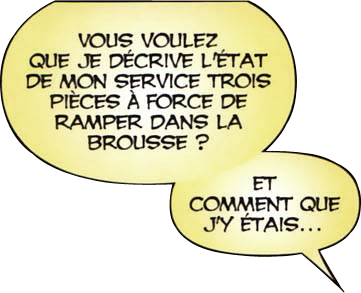 VOUS VOULEZ
QUE JE DÉCRIVE L'ÉTAT
DE MON SERVICE TROIS
PIÈCES À FORCE DE
RAMPER DANS LA
BROUSSE ?
ET
COMMENT QUE
J'Y ÉTAIS...